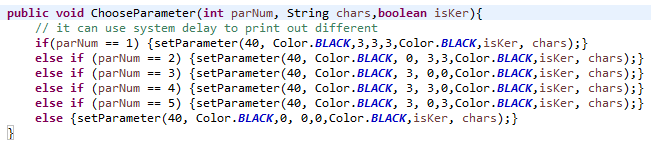 public void ChooseParameter(int parNum, String chars,boolean isKer){
// it can use system delay to print out different
if(parNum == 1) {setParameter(40, Color.BLACK,3,3,3,Color.BLACK,isKer, chars);}
else if (parNum == 2) {setParameter(40, Color.BLACK, 0, 3,3,Color.BLACK,isKer, chars);}
else if (parNum == 3) {setParameter(40, Color.BLACK, 3, 0,0,Color.BLACK,isKer, chars);}
else if (parNum == 4) {setParameter(40, Color.BLACK, 3, 3,0,Color.BLACK,isKer, chars);}
else if (parNum == 5) {setParameter(40, Color.BLACK, 3, 0,3,Color.BLACK,isKer, chars);}
else {setParameter(40, Color.BLACK,0, 0,0,Color.BLACK,isKer, chars);}
}